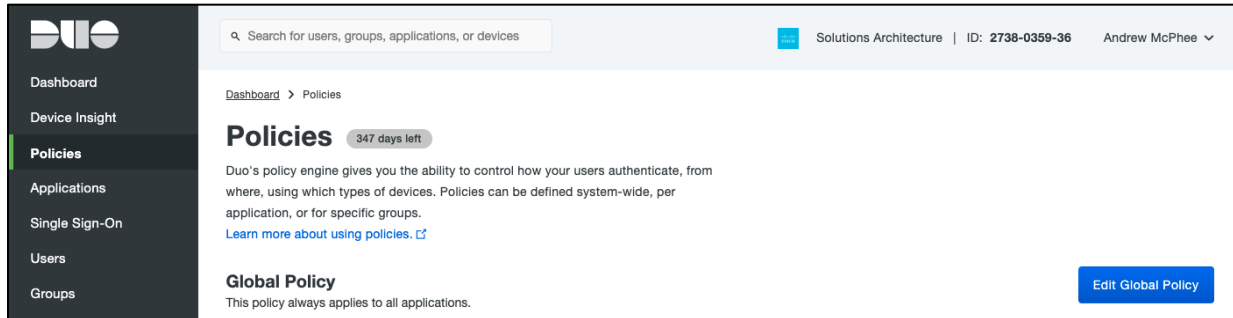 DUO
Search for users, groups, applications, or devices
Solutions Architecture | ID: 2738-0359-36 Andrew McPhee
Dashboard
Device Insight
Policies
Applications
Single Sign-On
Users
Groups
Dashboard > Policies
Policies 347 days left
Duo's policy engine gives you the ability to control how your users authenticate, from
where, using which types of devices. Policies can be defined system-wide, per
application, or for specific groups.
Learn more about using policies.
Global Policy
This policy always applies to all applications.
Edit Global Policy